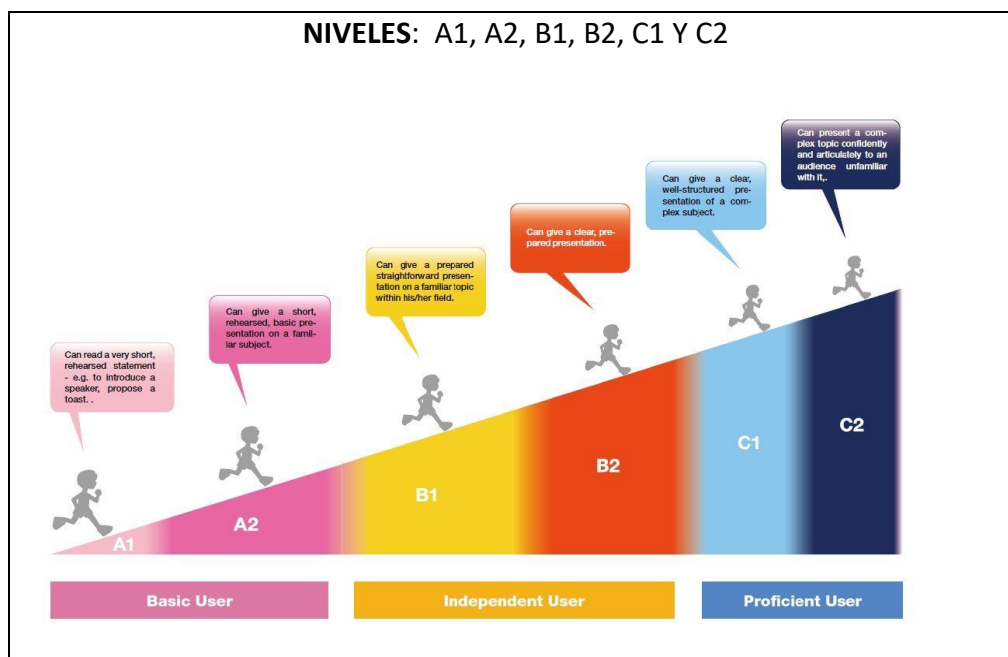 NIVELES: A1, A2, B1, B2, C1 Y C2
Can read a very short,
rehearsed statement
- e.g. to introduce a
speaker, propose a
toast. .
Can give a short,
rehearsed, basic pre-
sentation on a famil-
iar subject.
Can give a prepared
straightforward presen-
tation on a familiar topic
within his/her field.
Can give a clear, pre-
pared presentation.
Can give a clear,
well-structured pre-
sentation of a com-
plex subject.
Can present a com-
plex topic confidently
and articulately to an
audience unfamiliar
with it,.
A1
A2
B1
B2
C1
C2
Basic User
Independent User
Proficient User